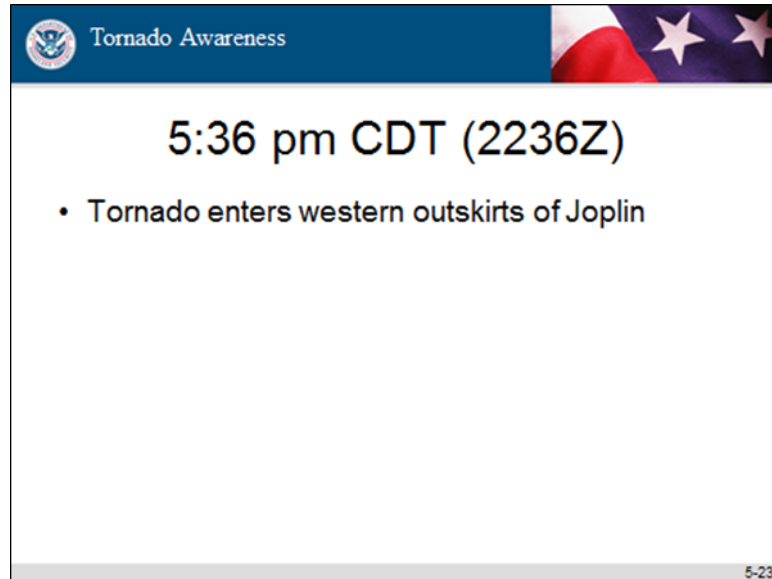 Tornado Awareness
5:36 pm CDT (2236Z)
• Tornado enters western outskirts of Joplin
5-23